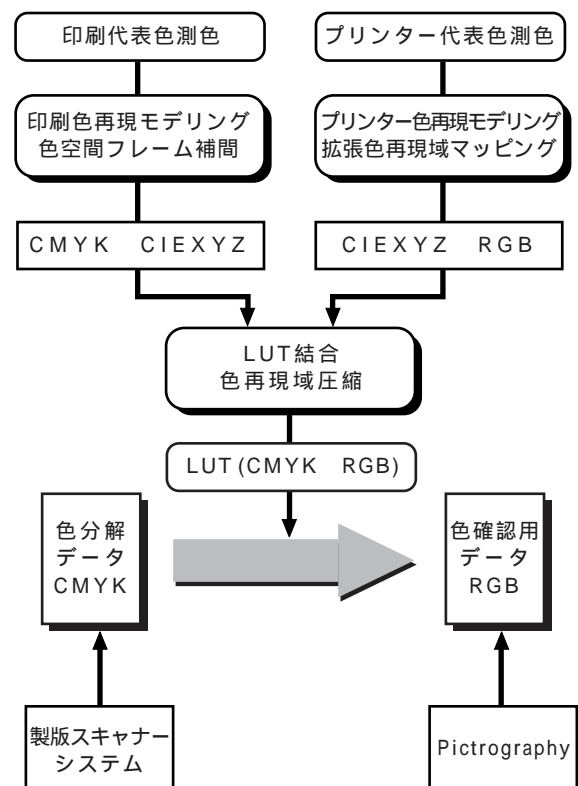 印刷代表色測色
プリンター代表色測色
印刷色再現モデリング
色空間フレーム補間
プリンター色再現モデリング
拡張色再現域マッピング
CMYK CIEXYZ
CIEXYZ RGB
LUT結合
色再現域圧縮
LUT(CMYK RGB)
色分解
データ
CMYK
色確認用
データ
RGB
製版スキャナー
システム
Pictrography